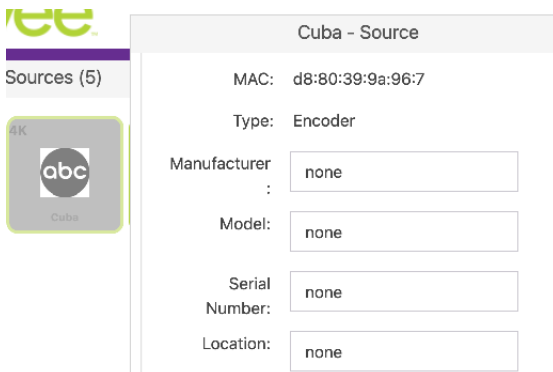 Cuba - Source
Sources (5)
MAC: d8:80:39:9a:96:7
Type: Encoder
4K
abc
Cuba
Manufacturer
: none
Model: none
Serial
Number: none
Location: none